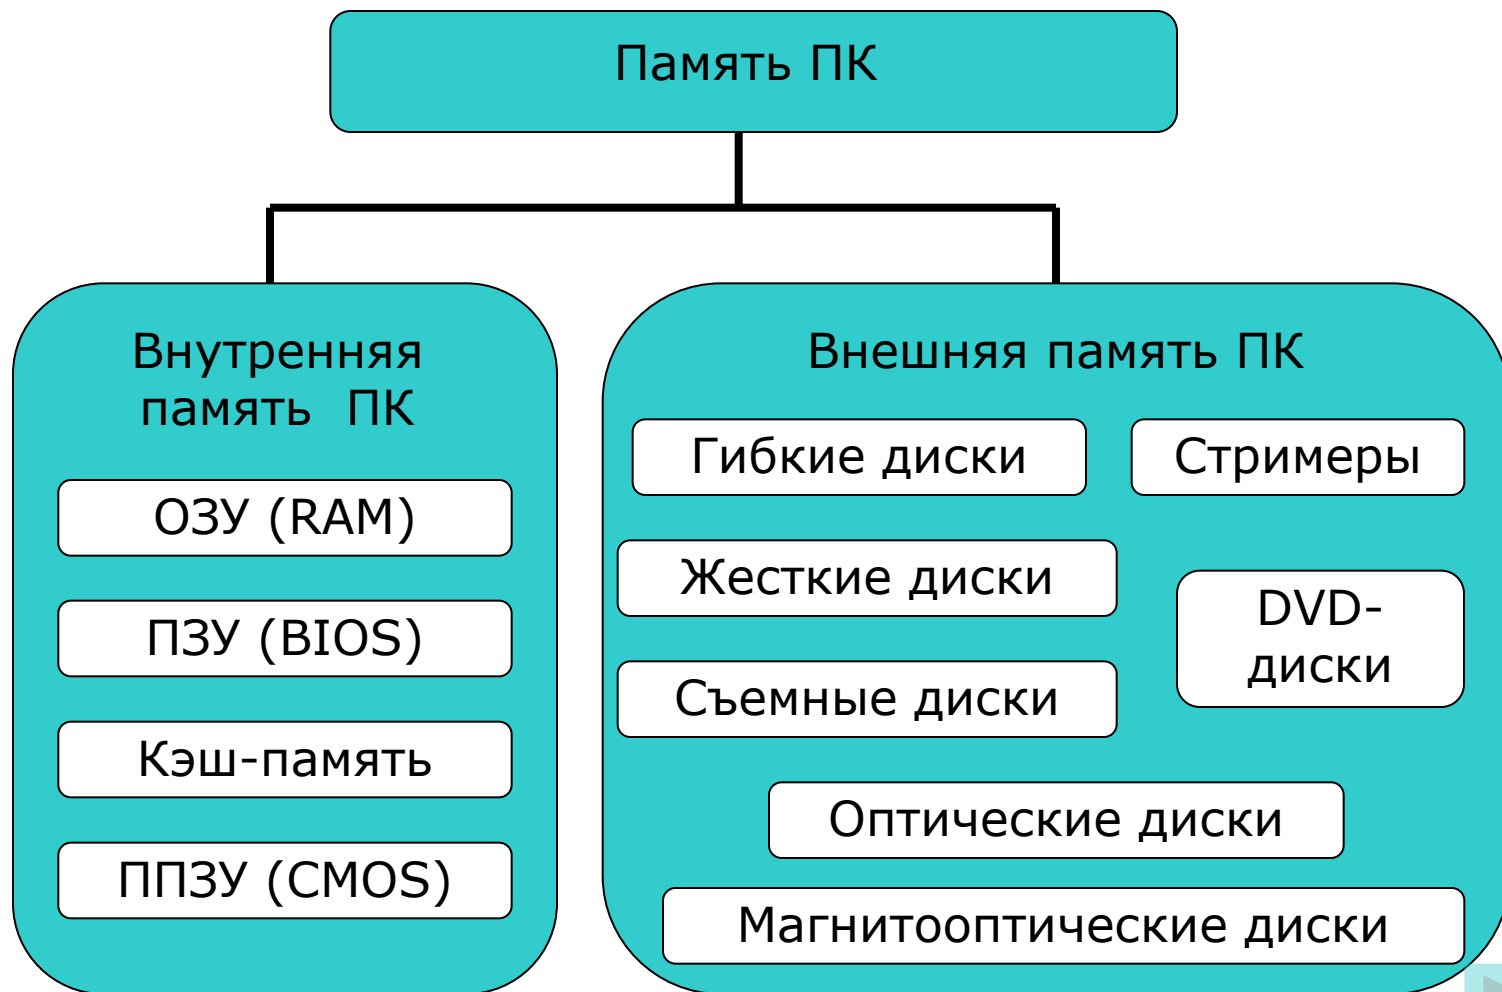 Память ПК
Внутренняя
память ПК
ОЗУ (RAM)
ПЗУ (BIOS)
Кэш-память
ППЗУ (CMOS)
Внешняя память ПК
Гибкие диски
Стримеры
Жесткие диски
DVD-
диски
Съемные диски
Оптические диски
Магнитооптические диски